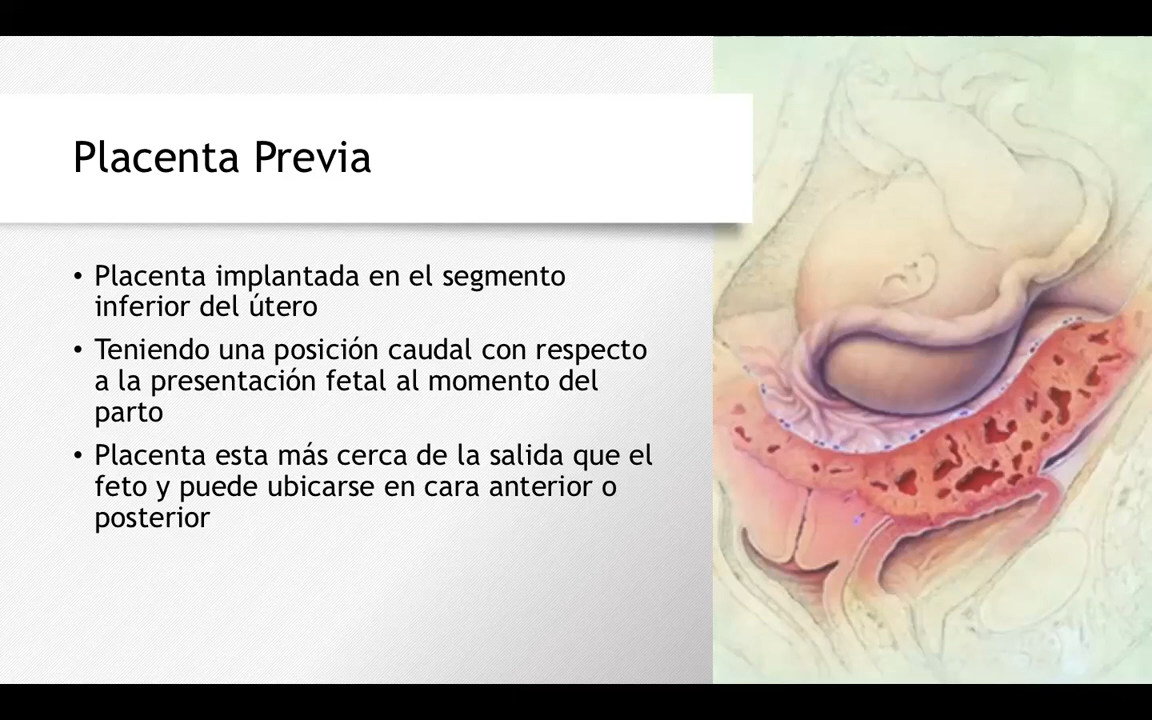 Placenta Previa
• Placenta implantada en el segmento
inferior del útero
• Teniendo una posición caudal con respecto
a la presentación fetal al momento del
parto
• Placenta esta más cerca de la salida que el
feto y puede ubicarse en cara anterior o
posterior